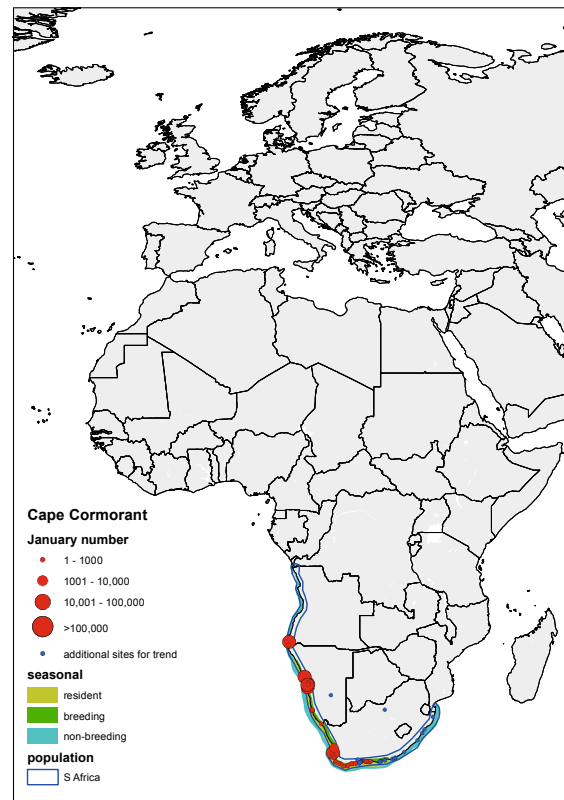 Cape Cormorant
January number
1 - 1000
1001 - 10,000
10,001 - 100,000
>100,000
additional sites for trend
seasonal
resident
breeding
non-breeding
population
S Africa